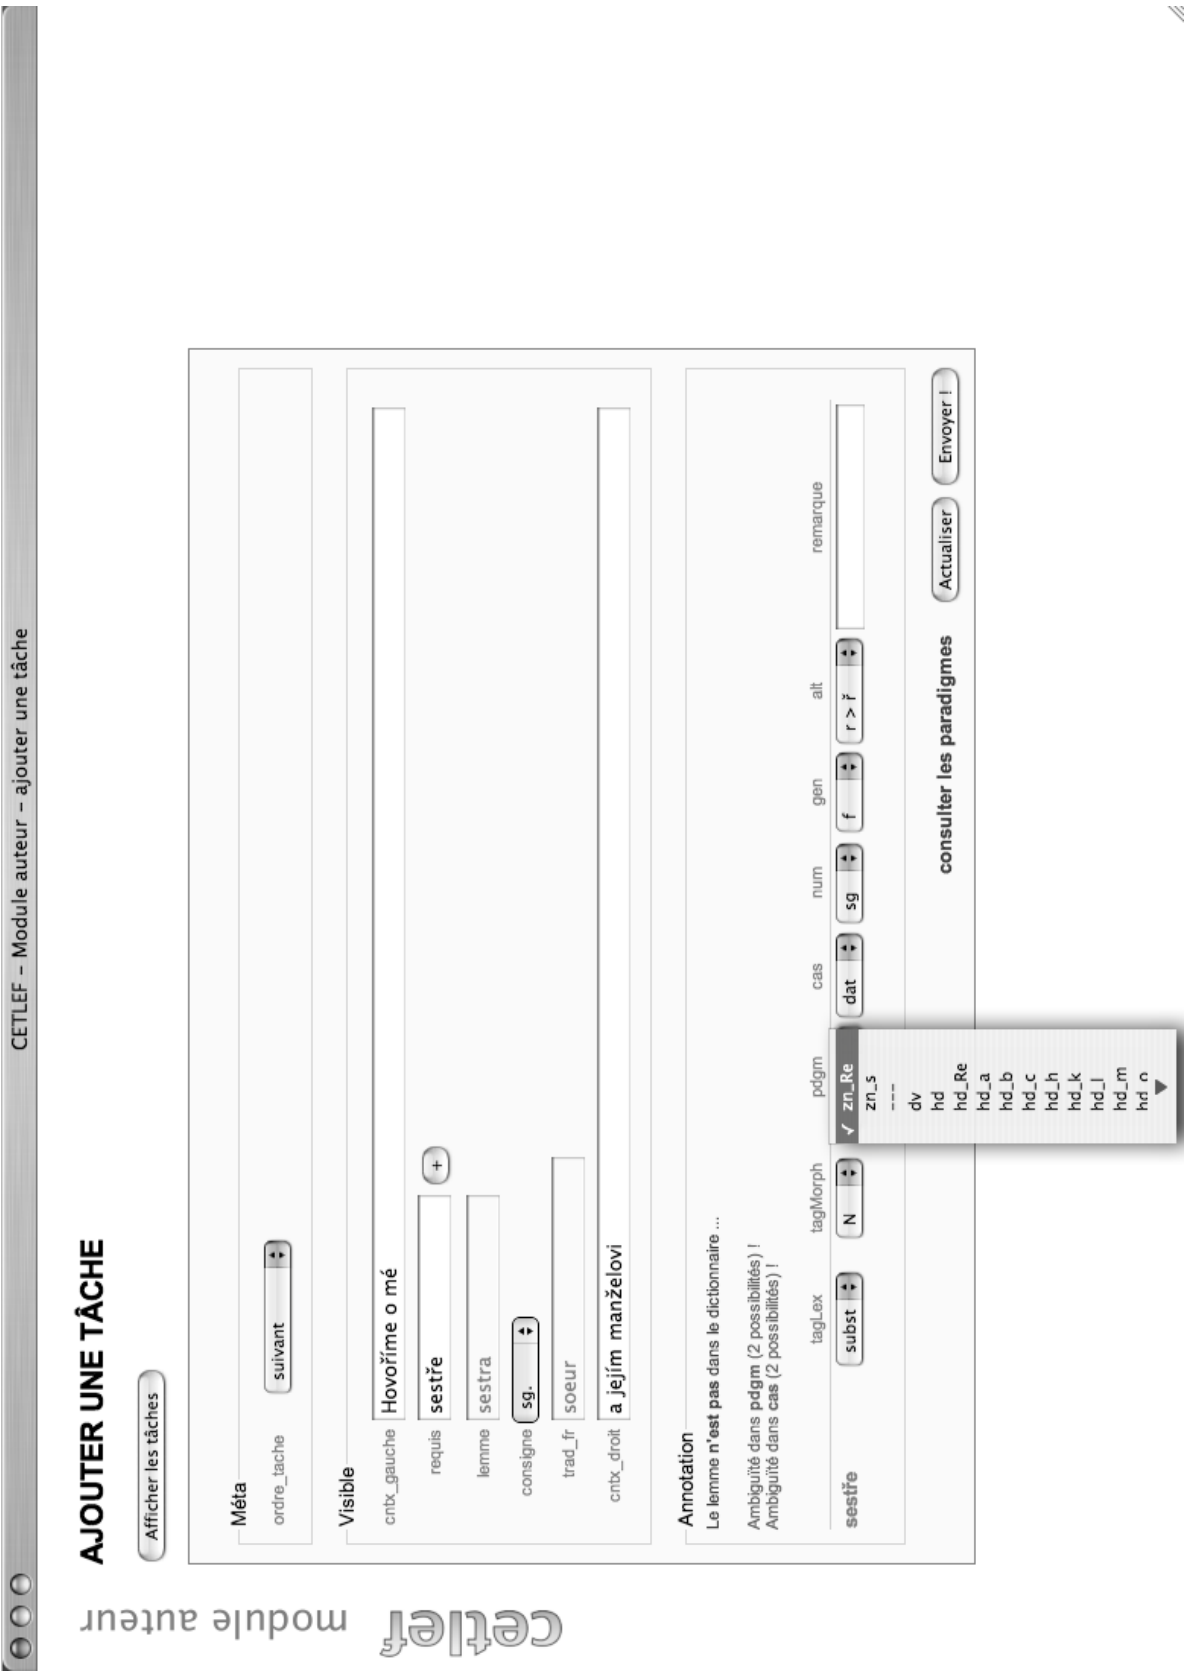 CETLEF – Module auteur – ajouter une tâche
cetlef
module auteur
AJOUTER UNE TÂCHE
Afficher les tâches
Méta
ordre_tache suivant
Visible
cntx_gauche Hovoříme o mé
requis sestře +
lemme sestra
consigne sg.
trad_fr soeur
cntx_droit a jejím manželovi
Annotation
Le lemme n'est pas dans le dictionnaire ...
Ambiguïté dans pdgm (2 possibilités) !
Ambiguïté dans cas (2 possibilités) !
tagLex tagMorph pdgm cas num gen alt remarque
sestře subst N √ zn_Re dat sg f r > ř
zn_s
---
dv
hd
hd_Re
hd_a
hd_b
hd_c
hd_h
hd_k
hd_l
hd_m
consulter les paradigmes Actualiser Envoyer !